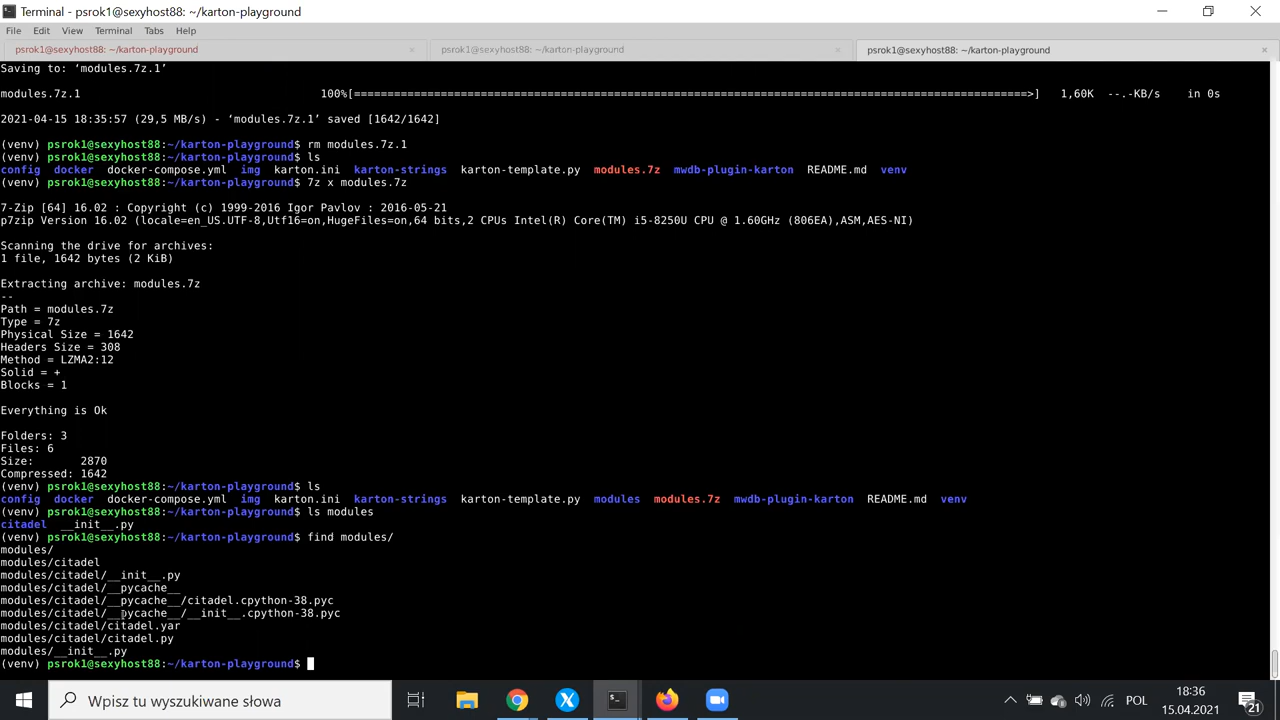 Terminal - psrok1@sexyhost88: ~/karton-playground
File Edit View Terminal Tabs Help
psrok1@sexyhost88: ~/karton-playground × psrok1@sexyhost88: ~/karton-playground × psrok1@sexyhost88: ~/karton-playground ×
Saving to: ‘modules.7z.1’
modules.7z.1 100%[====================================================================================================>] 1,60K --.-KB/s in 0s
2021-04-15 18:35:57 (29,5 MB/s) - ‘modules.7z.1’ saved [1642/1642]
(venv) psrok1@sexyhost88:~/karton-playground$ rm modules.7z.1
(venv) psrok1@sexyhost88:~/karton-playground$ ls
config docker docker-compose.yml img karton.ini karton-strings karton-template.py modules.7z mwdb-plugin-karton README.md venv
(venv) psrok1@sexyhost88:~/karton-playground$ 7z x modules.7z
7-Zip [64] 16.02 : Copyright (c) 1999-2016 Igor Pavlov : 2016-05-21
p7zip Version 16.02 (locale=en_US.UTF-8,Utf16=on,HugeFiles=on,64 bits,2 CPUs Intel(R) Core(TM) i5-8250U CPU @ 1.60GHz (806EA),ASM,AES-NI)
Scanning the drive for archives:
1 file, 1642 bytes (2 KiB)
Extracting archive: modules.7z
--
Path = modules.7z
Type = 7z
Physical Size = 1642
Headers Size = 308
Method = LZMA2:12
Solid = +
Blocks = 1
Everything is Ok
Folders: 3
Files: 6
Size: 2870
Compressed: 1642
(venv) psrok1@sexyhost88:~/karton-playground$ ls
config docker docker-compose.yml img karton.ini karton-strings karton-template.py modules modules.7z mwdb-plugin-karton README.md venv
(venv) psrok1@sexyhost88:~/karton-playground$ ls modules
citadel __init__.py
(venv) psrok1@sexyhost88:~/karton-playground$ find modules/
modules/
modules/citadel
modules/citadel/__init__.py
modules/citadel/__pycache__
modules/citadel/__pycache__/citadel.cpython-38.pyc
modules/citadel/__pycache__/__init__.cpython-38.pyc
modules/citadel/citadel.yar
modules/citadel/citadel.py
modules/__init__.py
(venv) psrok1@sexyhost88:~/karton-playground$
Wpisz tu wyszukiwane słowa
POL
18:36
15.04.2021
21